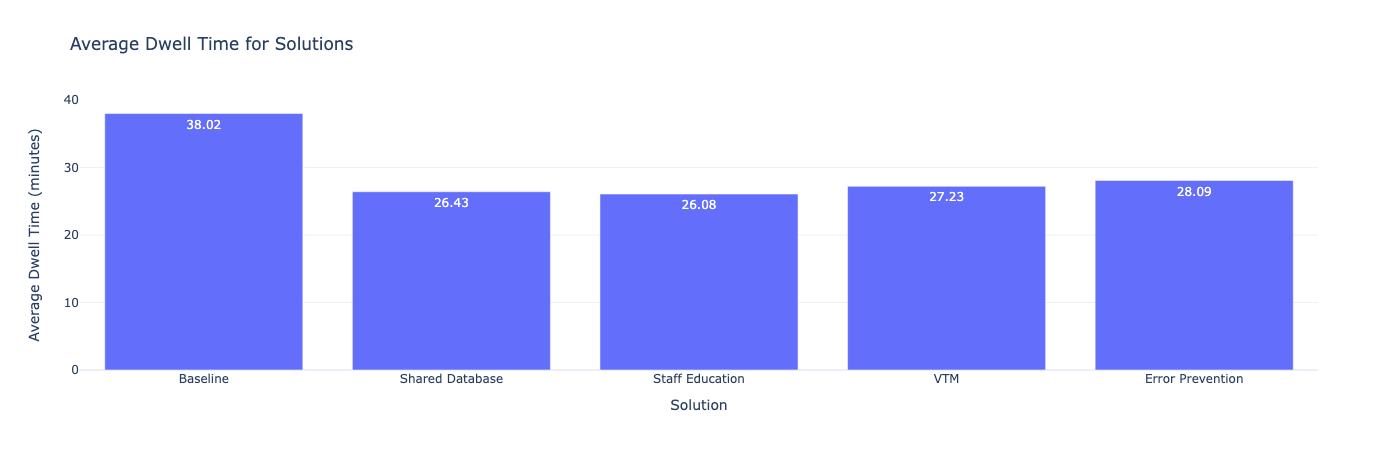 Average Dwell Time for Solutions
Average Dwell Time (minutes)
40
30
20
10
0
38.02
26.43
26.08
27.23
28.09
Baseline
Shared Database
Staff Education
VTM
Error Prevention
Solution